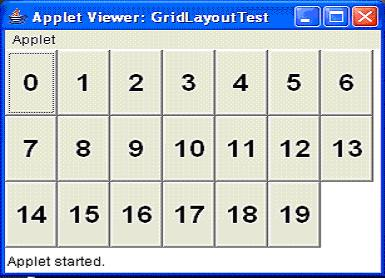 Applet Viewer: GridLayoutTest
Applet
0 1 2 3 4 5 6
7 8 9 10 11 12 13
14 15 16 17 18 19
Applet started.